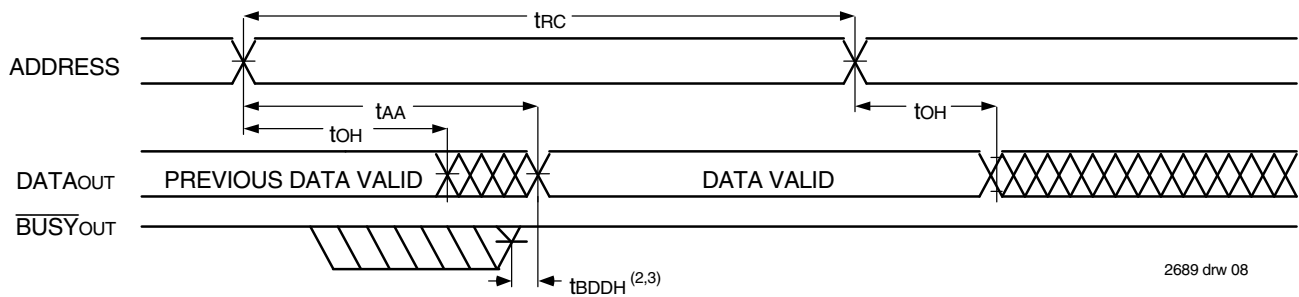 tRC
ADDRESS
tAA
tOH
tOH
DATAOUT
PREVIOUS DATA VALID
DATA VALID
BUSYOUT
tBDDH (2,3)
2689 drw 08